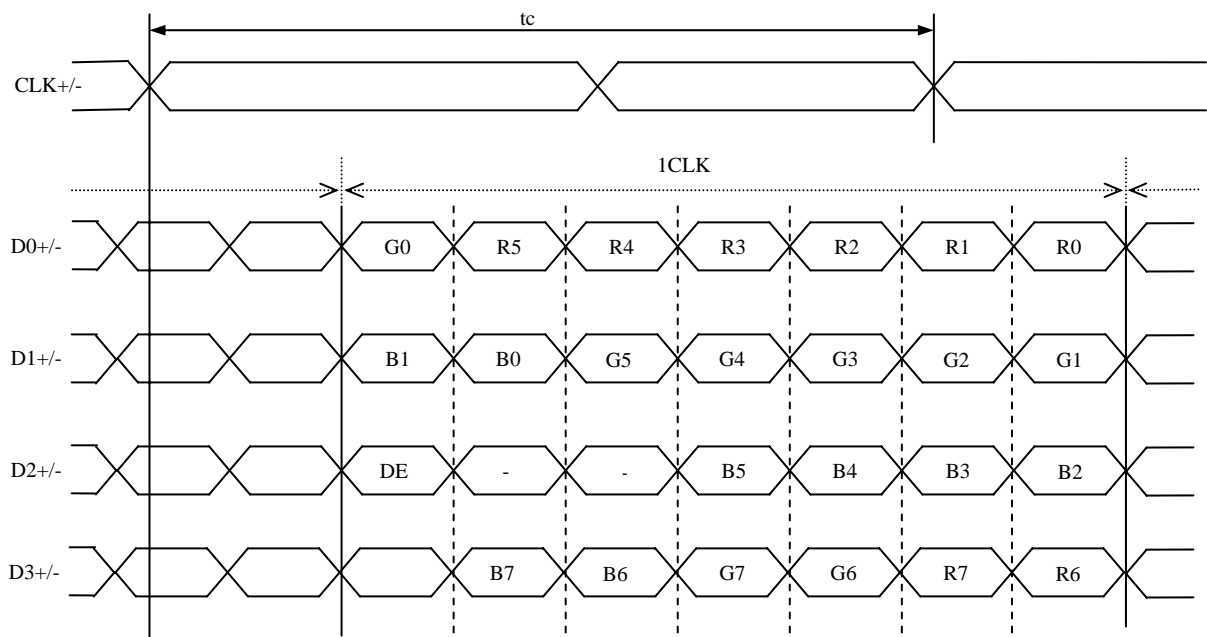 tc
CLK+/-
1CLK
D0+/- G0 R5 R4 R3 R2 R1 R0
D1+/- B1 B0 G5 G4 G3 G2 G1
D2+/- DE - - B5 B4 B3 B2
D3+/- B7 B6 G7 G6 R7 R6